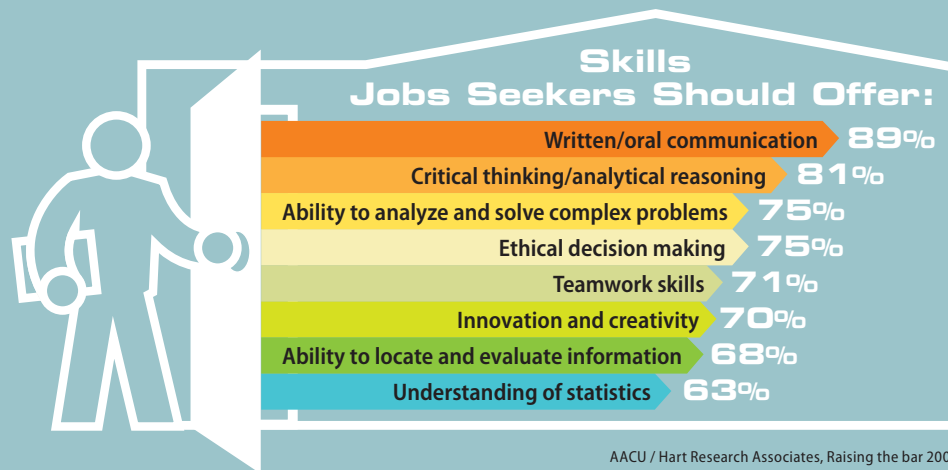 Skills
Jobs Seekers Should Offer:
Written/oral communication 89%
Critical thinking/analytical reasoning 81%
Ability to analyze and solve complex problems 75%
Ethical decision making 75%
Teamwork skills 71%
Innovation and creativity 70%
Ability to locate and evaluate information 68%
Understanding of statistics 63%
AACU / Hart Research Associates, Raising the bar